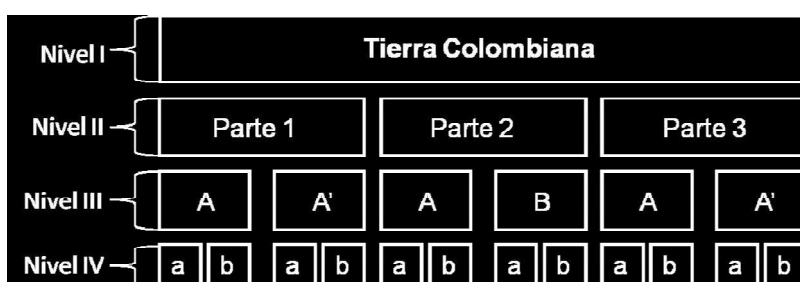 Nivel I Tierra Colombiana
Nivel II Parte 1 Parte 2 Parte 3
Nivel III A A' A B A A'
Nivel IV a b a b a b a b a b a b